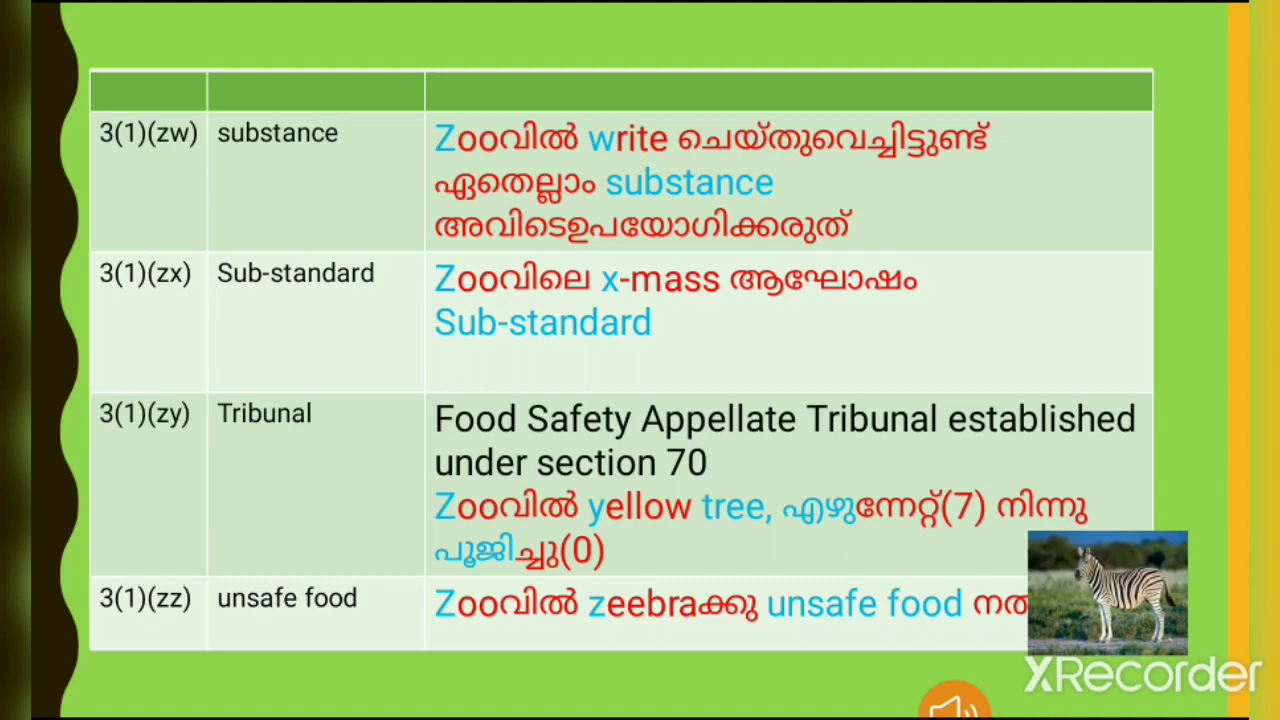 3(1)(zw) substance Zooവിൽ write ചെയ്തുവെച്ചിട്ടുണ്ട്
ഏതെല്ലാം substance
അവിടെഉപയോഗിക്കരുത്
3(1)(zx) Sub-standard Zooവിലെ x-mass ആഘോഷം
Sub-standard
3(1)(zy) Tribunal Food Safety Appellate Tribunal established
under section 70
Zooവിൽ yellow tree, എഴുന്നേറ്റ്(7) നിന്നു
പൂജിച്ചു(0)
3(1)(zz) unsafe food Zooവിൽ zeebraക്കു unsafe food
XRecorder